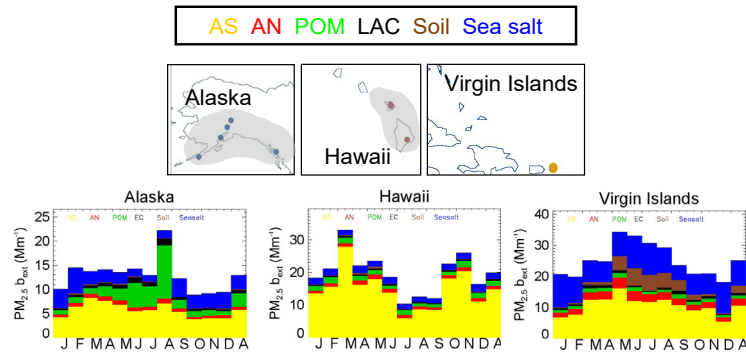 AS AN POM LAC Soil Sea salt
Alaska
Hawaii
Virgin Islands
Alaska
AS AN POM EC Soil Seasalt
PM2.5 bext (Mm-1)
25
20
15
10
5
0
J F M A M J J A S O N D A
Hawaii
AS AN POM EC Soil Seasalt
PM2.5 bext (Mm-1)
30
20
10
0
J F M A M J J A S O N D A
Virgin Islands
AS AN POM EC Soil Seasalt
PM2.5 bext (Mm-1)
40
30
20
10
0
J F M A M J J A S O N D A